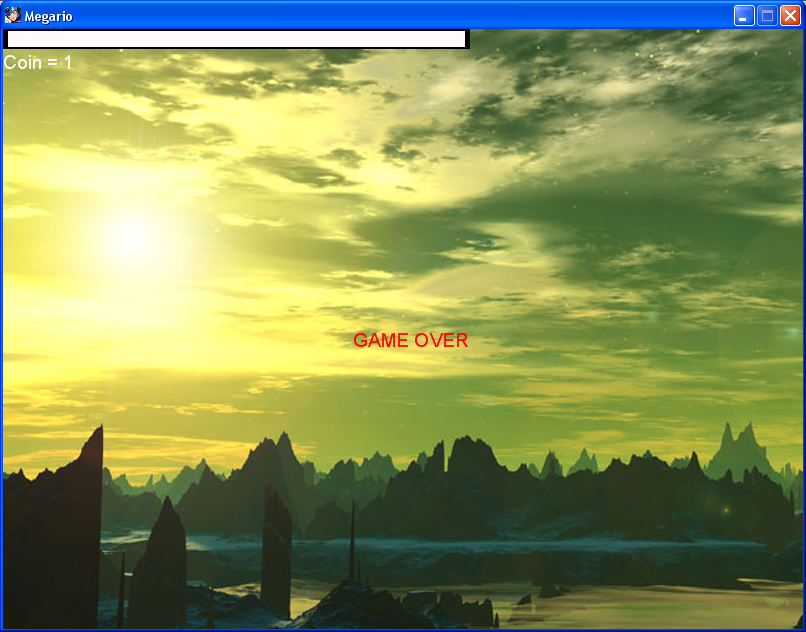 Megario
Coin = 1
GAME OVER